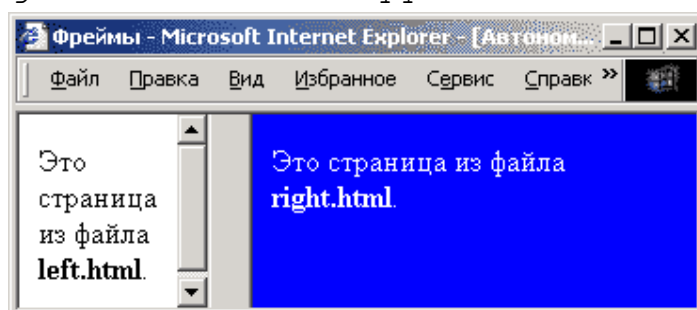 Фреймы - Microsoft Internet Explorer - [Автоном...
Файл Правка Вид Избранное Сервис Справк »
Это
страница
из файла
left.html.
Это страница из файла
right.html.